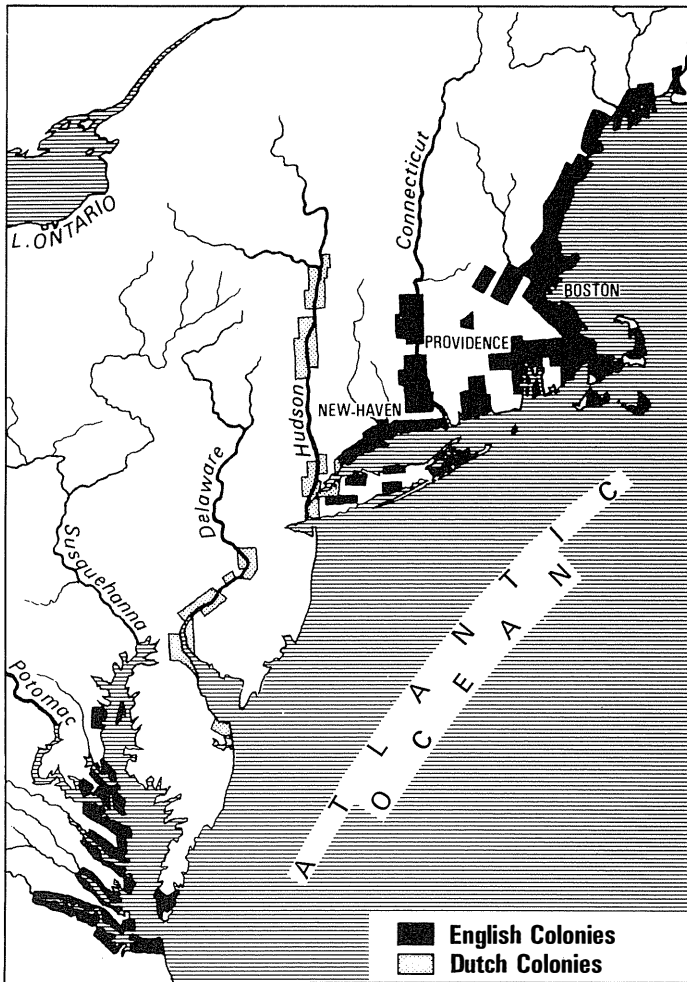 L. ONTARIO
Connecticut
BOSTON
PROVIDENCE
Hudson
NEW-HAVEN
Delaware
Susquehanna
Potomac
ATLANTIC
OCEAN
English Colonies
Dutch Colonies